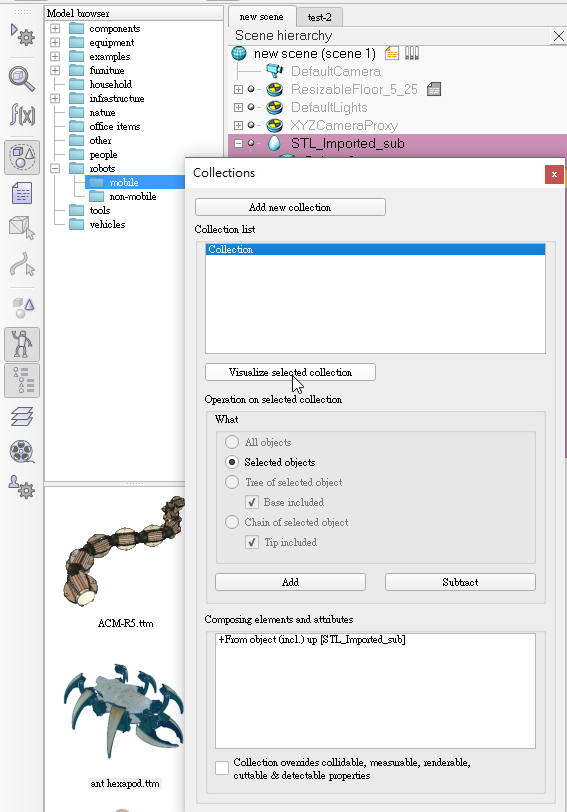 Model browser
components
equipment
examples
furniture
household
infrastructure
nature
office items
other
people
robots
mobile
non-mobile
tools
vehicles
ACM-R5.ttm
ant hexapod.ttm
f(x)
new scene
test-2
Scene hierarchy
new scene (scene 1)
DefaultCamera
ResizableFloor_5_25
DefaultLights
XYZCameraProxy
STL_Imported_sub
Collections
Add new collection
Collection list
Collection
Visualize selected collection
Operation on selected collection
What
All objects
Selected objects
Tree of selected object
Base included
Chain of selected object
Tip included
Add
Subtract
Composing elements and attributes
+From object (incl.) up [STL_Imported_sub]
Collection overrides collidable, measurable, renderable,
cuttable & detectable properties